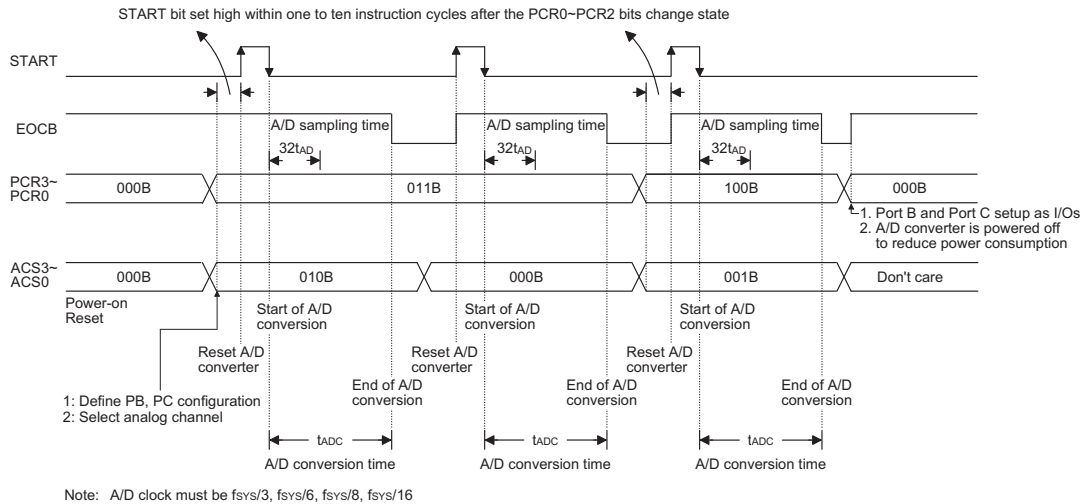 START bit set high within one to ten instruction cycles after the PCR0~PCR2 bits change state
START
EOCB
A/D sampling time
A/D sampling time
A/D sampling time
32tAD
32tAD
32tAD
PCR3~
PCR0
000B
011B
100B
000B
1. Port B and Port C setup as I/Os
2. A/D converter is powered off
to reduce power consumption
ACS3~
ACS0
000B
010B
000B
001B
Don't care
Power-on
Reset
Start of A/D
conversion
Start of A/D
conversion
Start of A/D
conversion
Reset A/D
converter
Reset A/D
converter
Reset A/D
converter
1: Define PB, PC configuration
2: Select analog channel
End of A/D
conversion
End of A/D
conversion
End of A/D
conversion
tADC
tADC
tADC
A/D conversion time
A/D conversion time
A/D conversion time
Note: A/D clock must be fSYS/3, fSYS/6, fSYS/8, fSYS/16